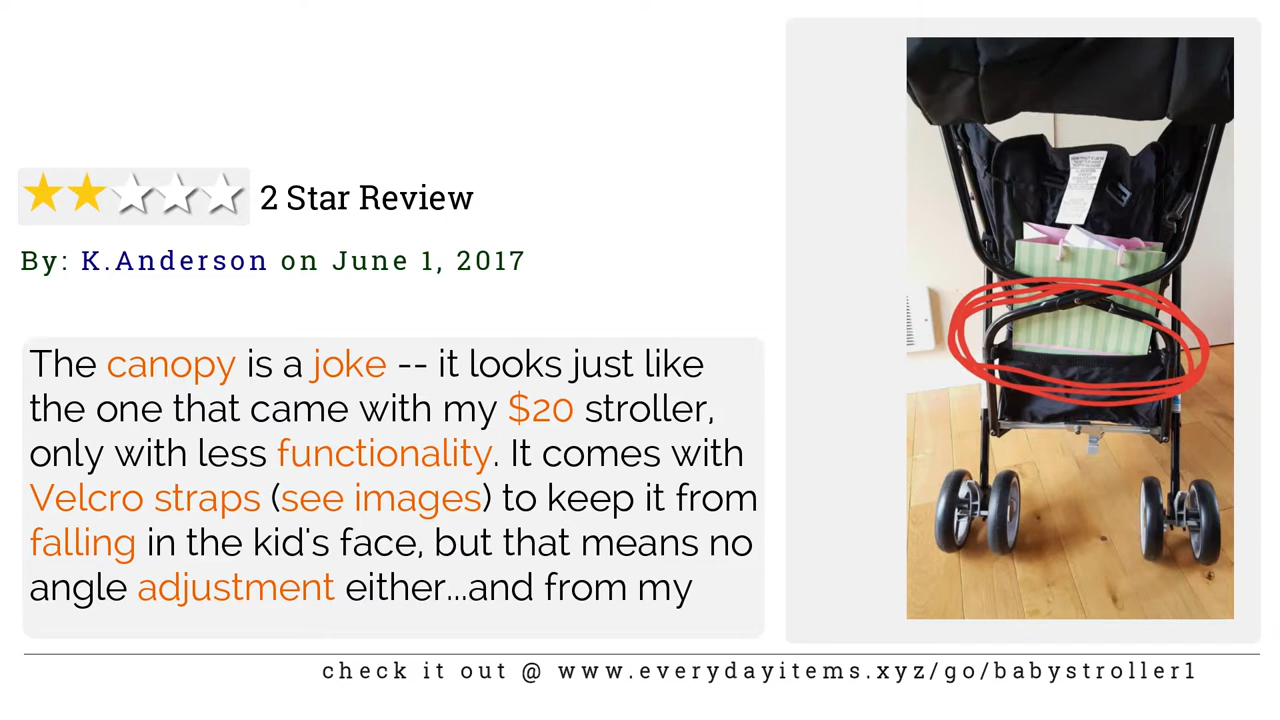 2 Star Review
By: K.Anderson on June 1, 2017
The canopy is a joke -- it looks just like
the one that came with my $20 stroller,
only with less functionality. It comes with
Velcro straps (see images) to keep it from
falling in the kid's face, but that means no
angle adjustment either...and from my
check it out @ www.everydayitems.xyz/go/babystroller1